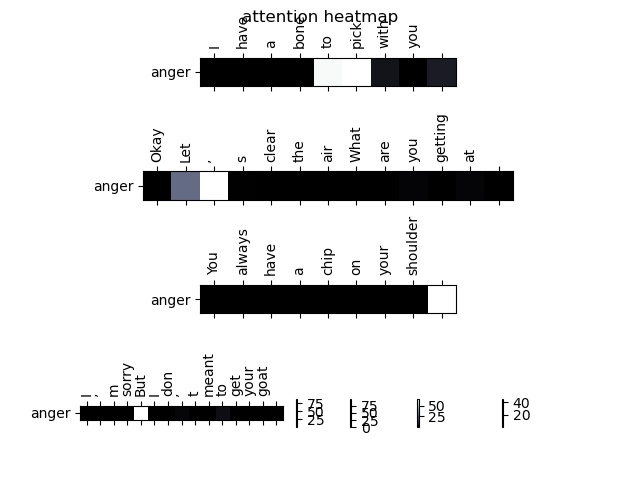 attention heatmap
I have a bone to pick with you
anger
Okay Let ' s clear the air What are you getting at
anger
You always have a chip on your shoulder
anger
I ' m sorry But I don ' t meant to get your goat
anger
75 75 50 40
50 50 25 20
25 25
0